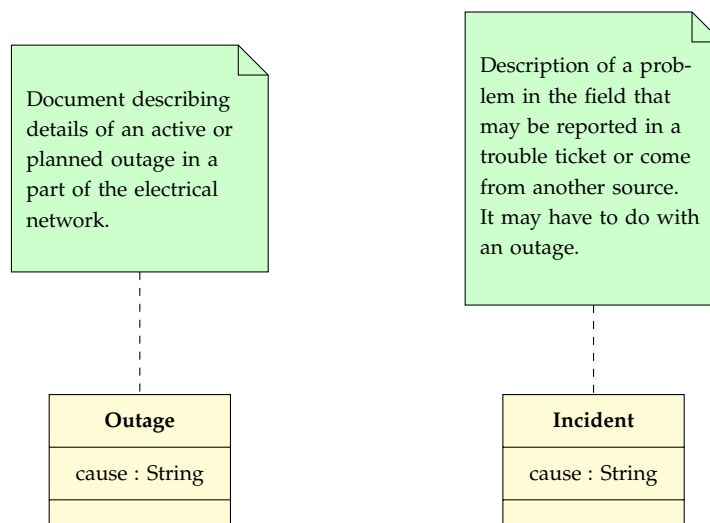 Document describing
details of an active or
planned outage in a
part of the electrical
network.
Description of a prob-
lem in the field that
may be reported in a
trouble ticket or come
from another source.
It may have to do with
an outage.
Outage
cause : String
Incident
cause : String